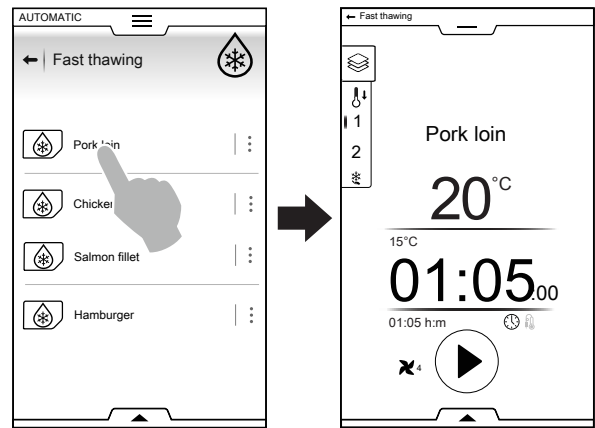 AUTOMATIC
Fast thawing
Pork loin
Chicken
Salmon fillet
Hamburger
Fast thawing
1
2
Pork loin
20°C
15°C
01:05:00
01:05 h:m
4